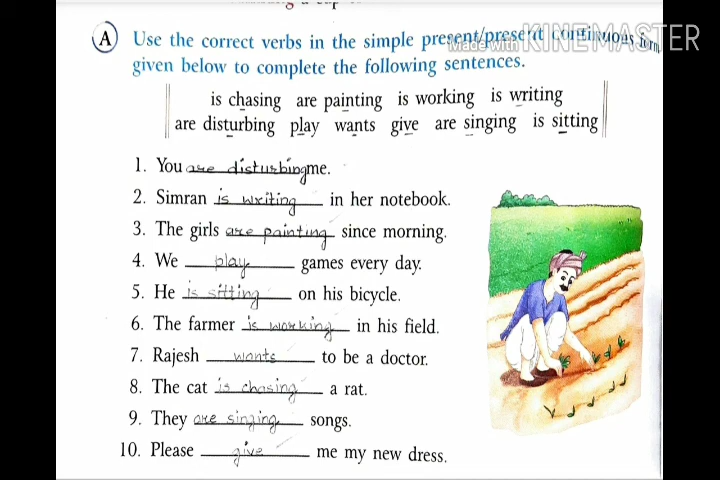 A Use the correct verbs in the simple present/present continuous form
Made with KINEMASTER
given below to complete the following sentences.
is chasing are painting is working is writing
are disturbing play wants give are singing is sitting
1. You are disturbing me.
2. Simran is writing in her notebook.
3. The girls are painting since morning.
4. We play games every day.
5. He is sitting on his bicycle.
6. The farmer is working in his field.
7. Rajesh wants to be a doctor.
8. The cat is chasing a rat.
9. They are singing songs.
10. Please give me my new dress.